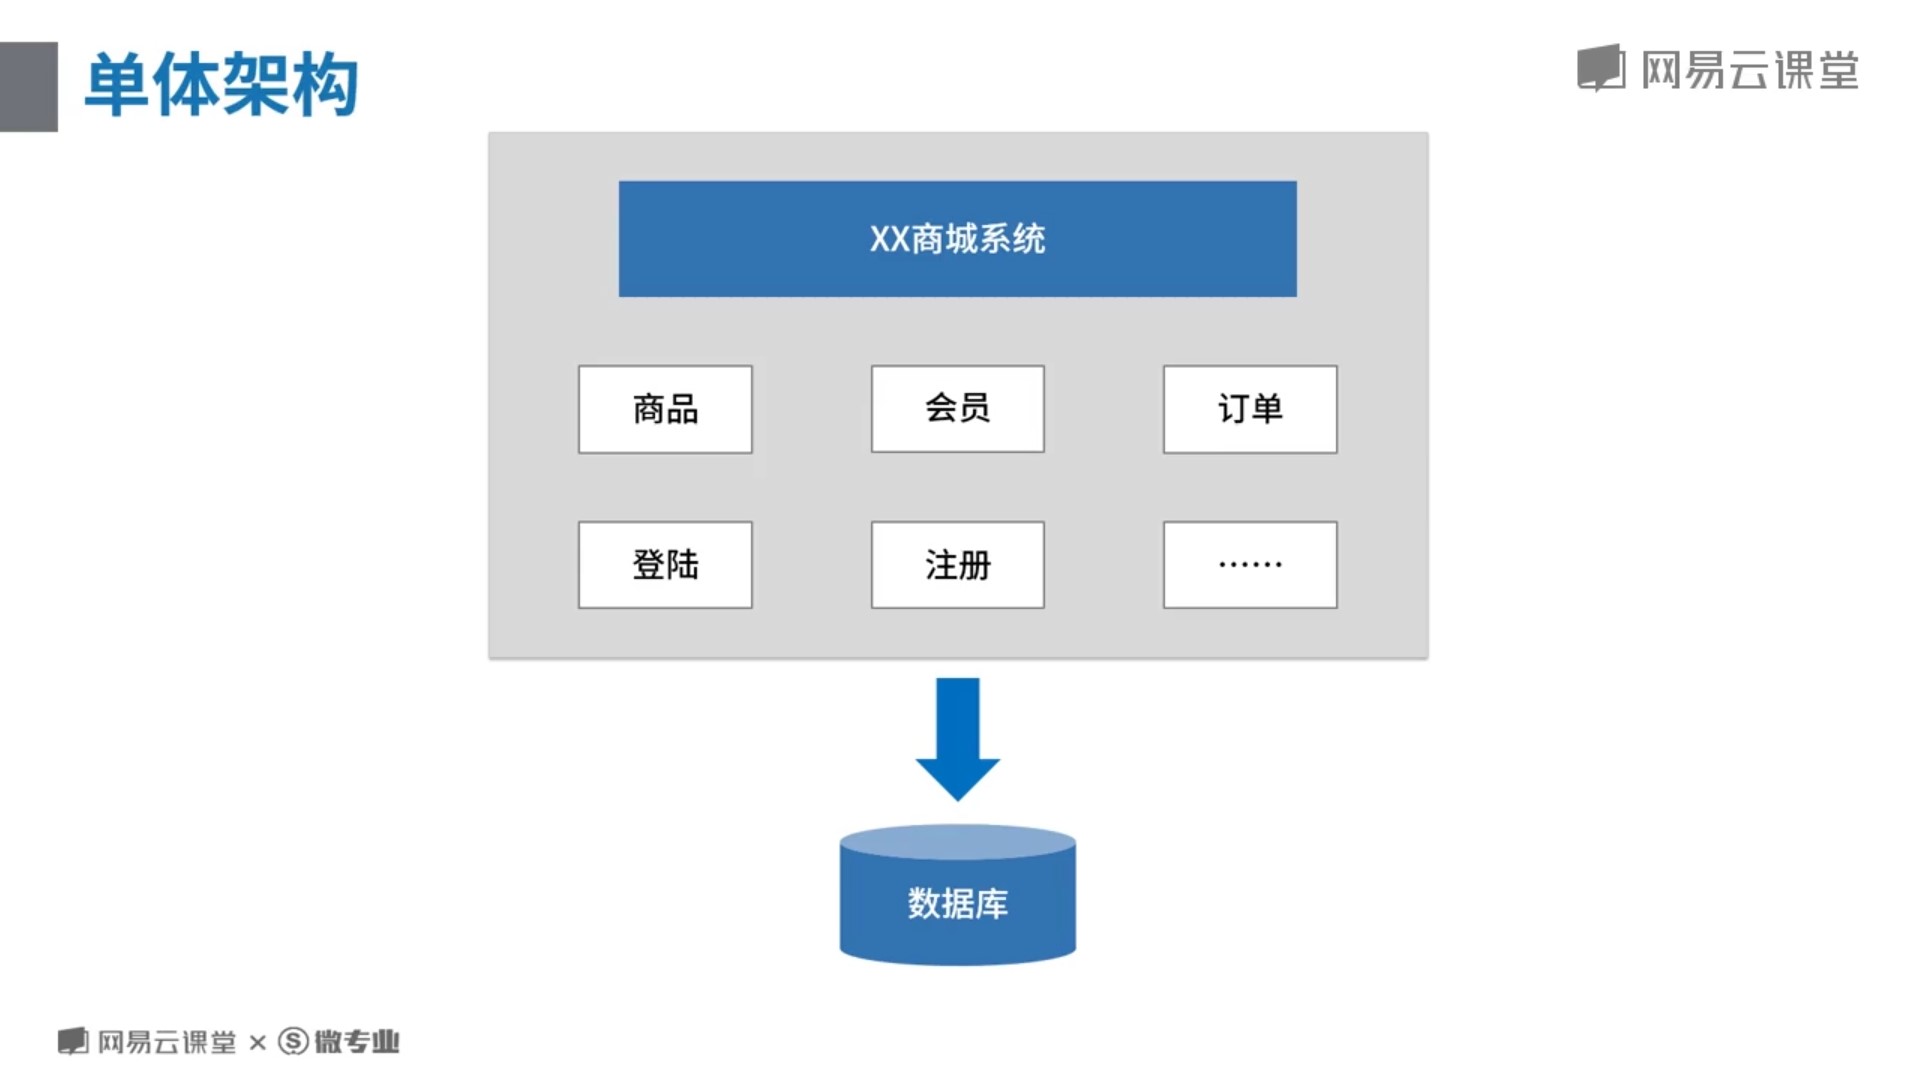 单体架构
网易云课堂
XX商城系统
商品
会员
订单
登陆
注册
……
数据库
网易云课堂 × S微专业